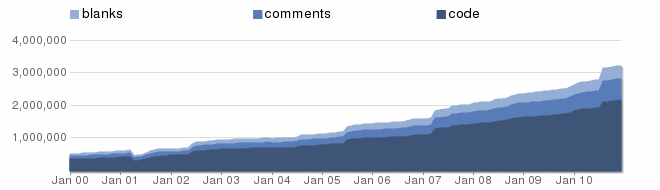 blanks comments code
4,000,000
3,000,000
2,000,000
1,000,000
Jan 00 Jan 01 Jan 02 Jan 03 Jan 04 Jan 05 Jan 06 Jan 07 Jan 08 Jan 09 Jan 10